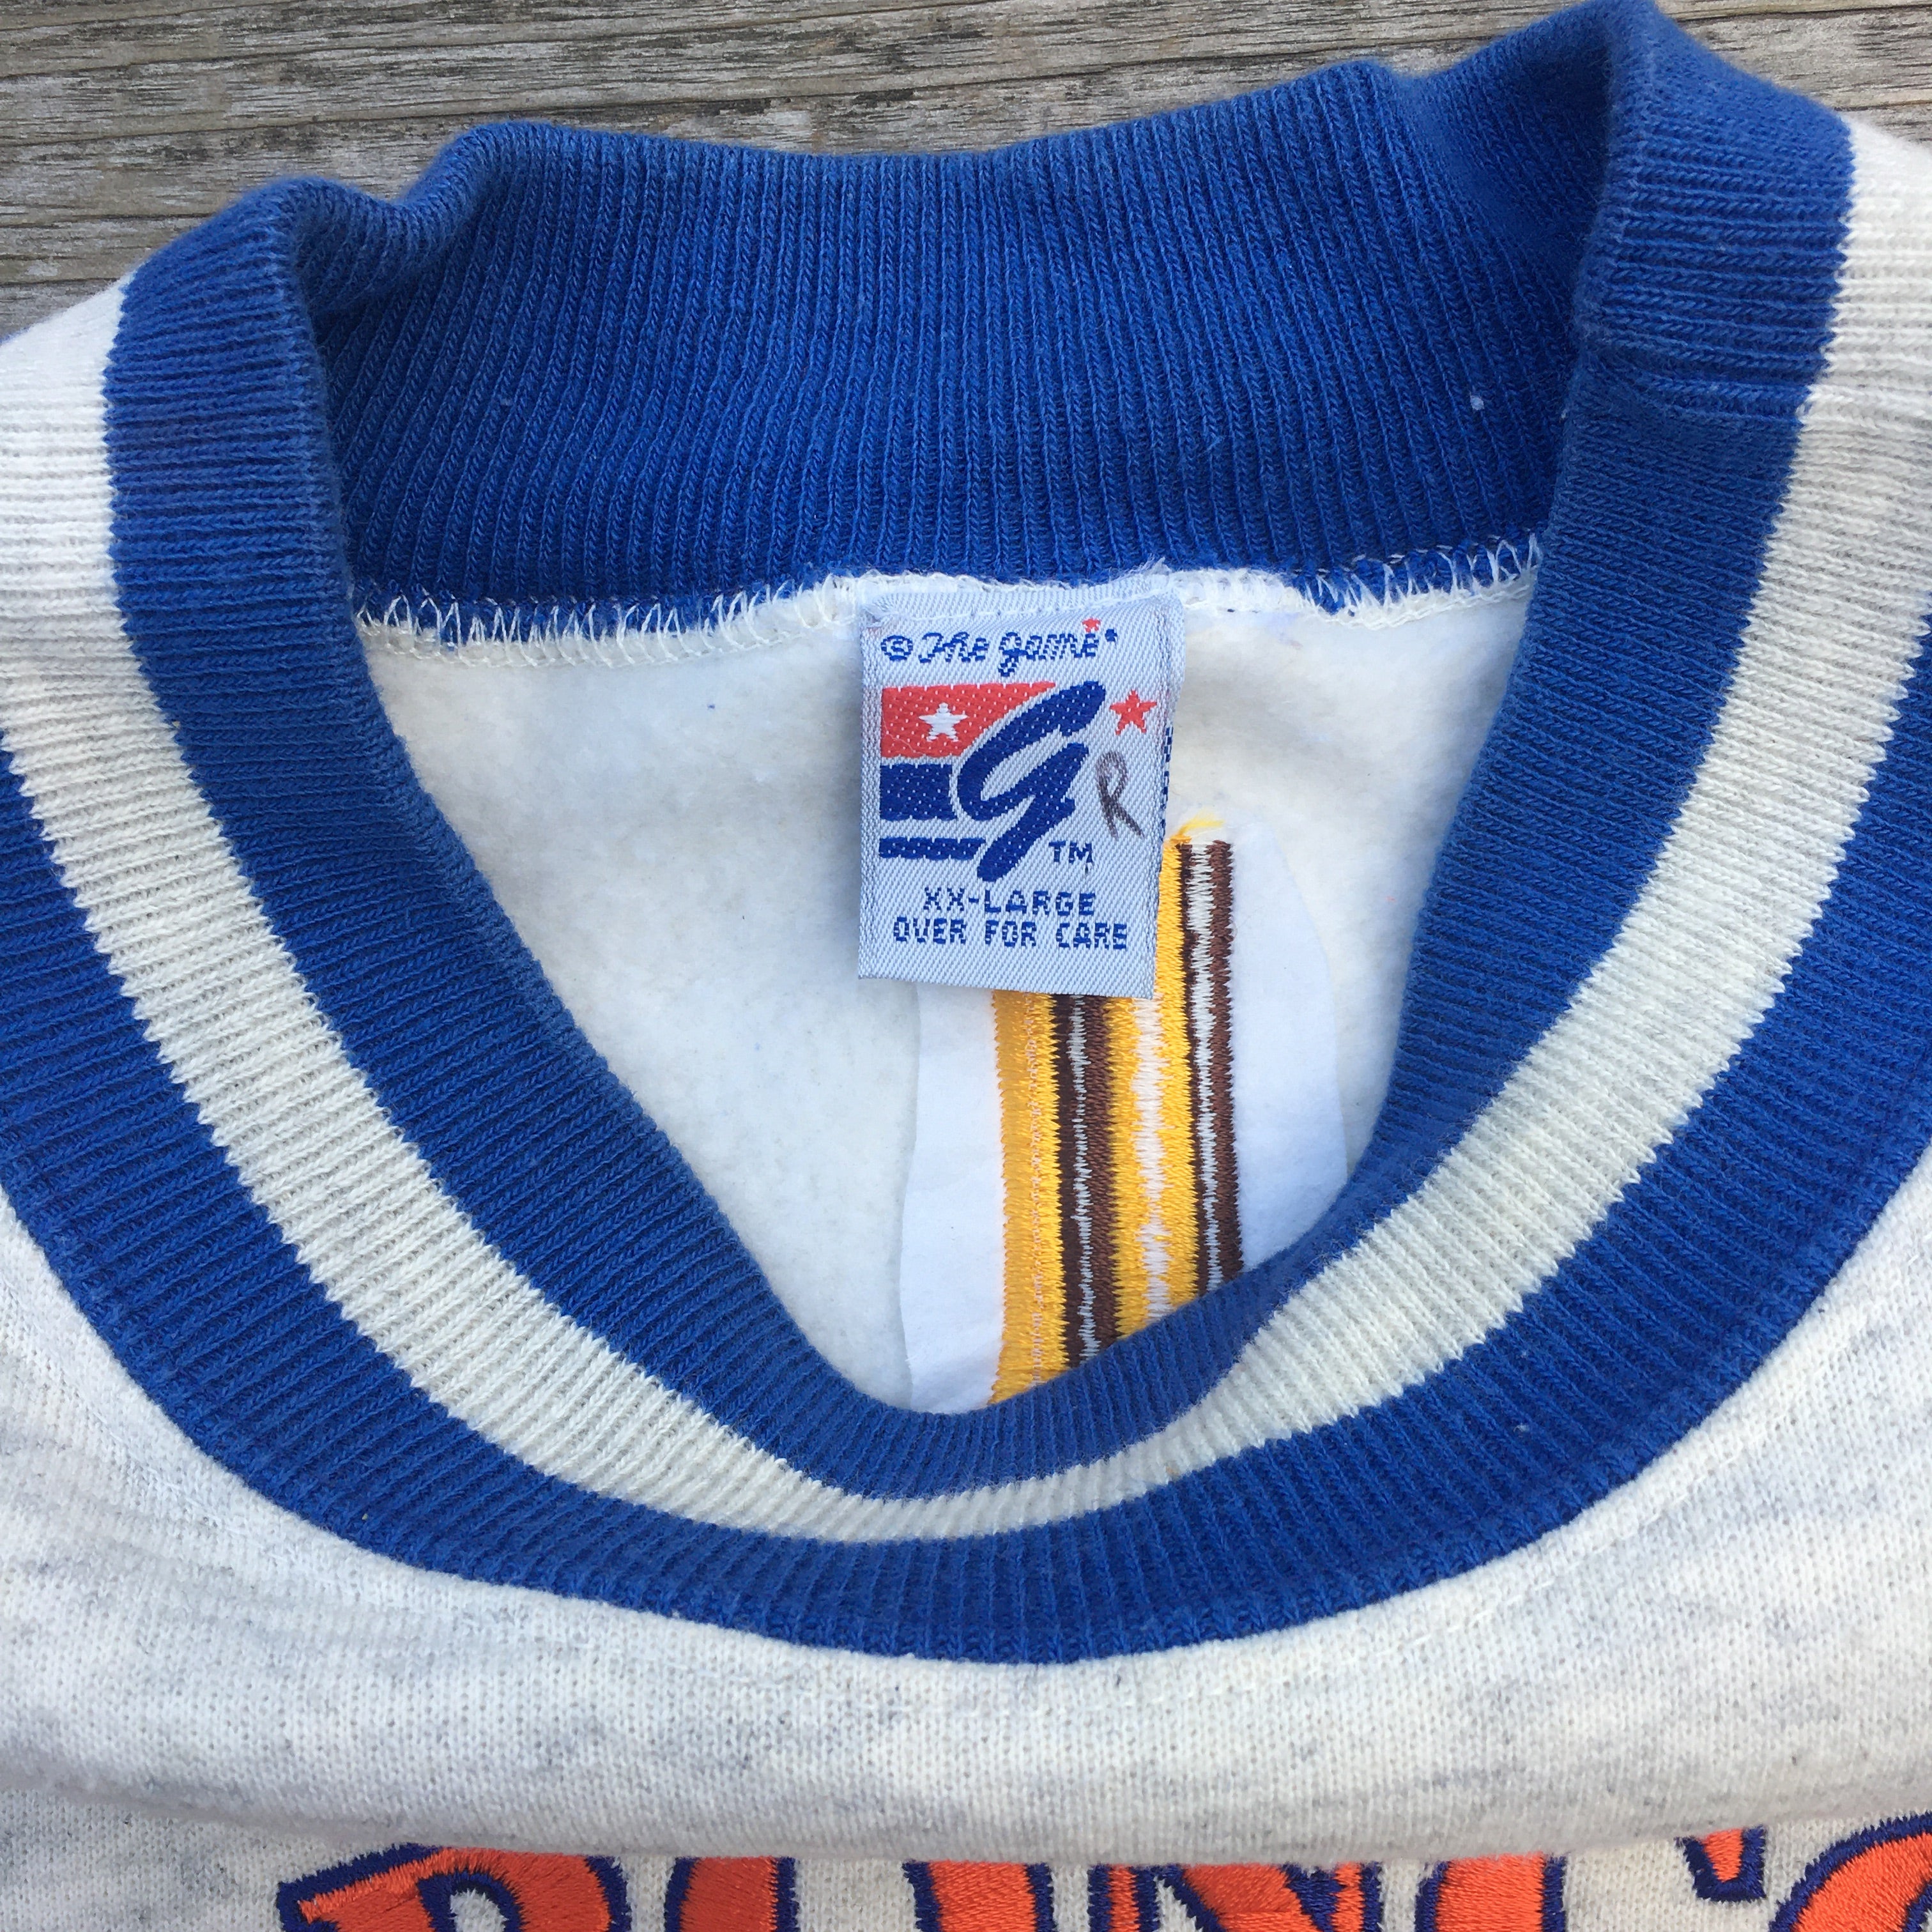 © The Game
G R
TM
XX-LARGE
OVER FOR CARE